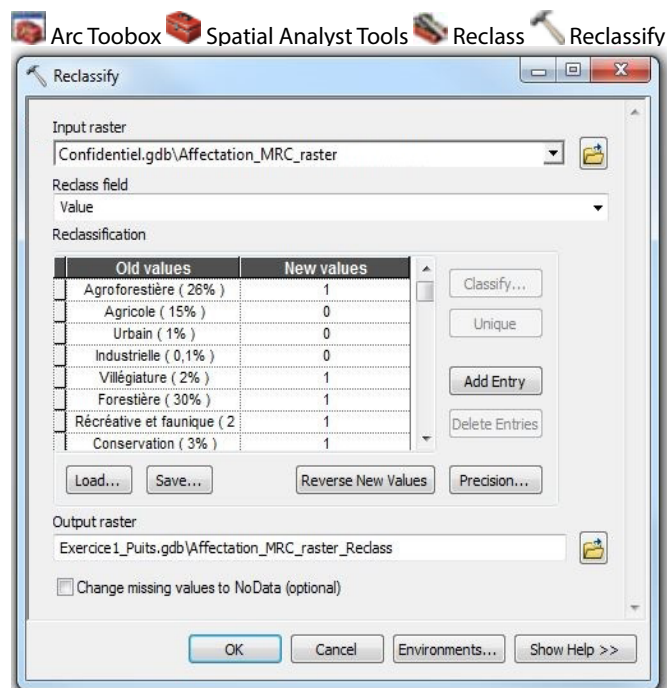 Arc Toobox Spatial Analyst Tools Reclass Reclassify
Reclassify
Input raster
Confidentiel.gdb\Affectation_MRC_raster
Reclass field
Value
Reclassification
Old values New values
Agroforestière ( 26% ) 1
Agricole ( 15% ) 0
Urbain ( 1% ) 0
Industrielle ( 0,1% ) 0
Villégiature ( 2% ) 1
Forestière ( 30% ) 1
Récréative et faunique ( 2 1
Conservation ( 3% ) 1
Classify...
Unique
Add Entry
Delete Entries
Load... Save... Reverse New Values Precision...
Output raster
Exercice1_Puits.gdb\Affectation_MRC_raster_Reclass
Change missing values to NoData (optional)
OK Cancel Environments... Show Help >>